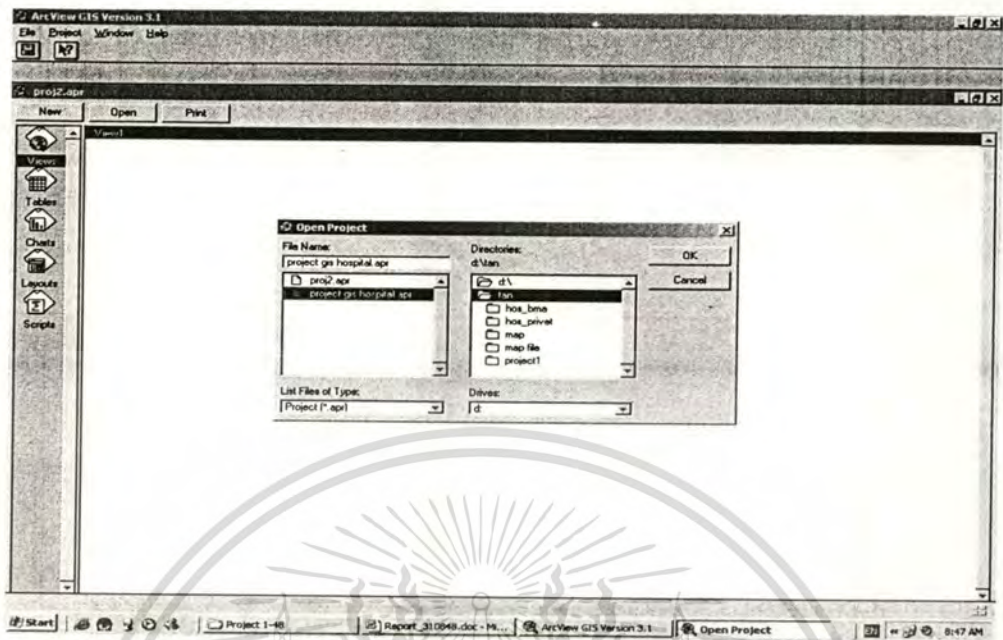 ArcView GIS Version 3.1
File Project Window Help
proj2.apr
New Open Print
View1
Views
Tables
Charts
Layouts
Scripts
Open Project
File Name:
project gis hospital.apr
proj2.apr
project gis hospital.apr
List Files of Type:
Project (*.apr)
Directories:
d:\tan
d:\
tan
hos_bma
hos_privet
map
map file
project1
Drives:
d:
OK
Cancel
Start Project 1-48 Report_310848.doc - Mi... ArcView GIS Version 3.1 Open Project 8:47 AM